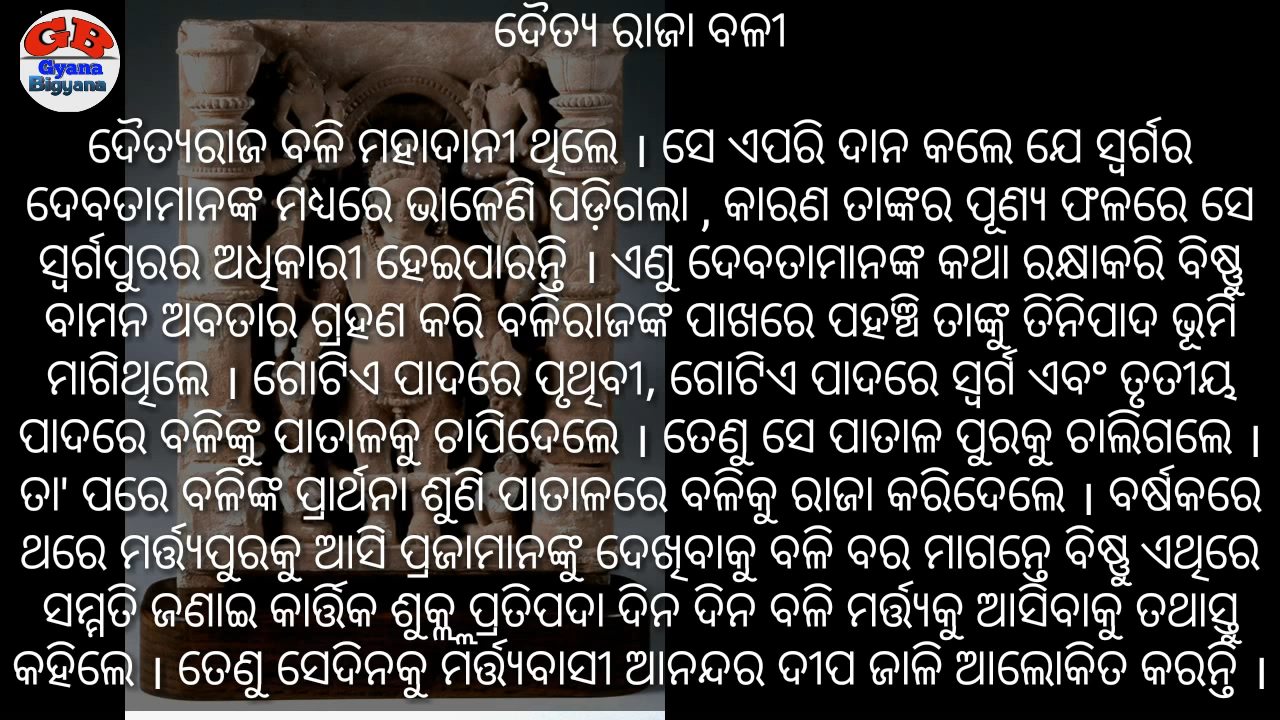 GB
Gyana
Bigyana
ଦୈତ୍ୟ ରାଜା ବଳୀ
ଦୈତ୍ୟରାଜ ବଳି ମହାଦାନୀ ଥିଲେ । ସେ ଏପରି ଦାନ କଲେ ଯେ ସ୍ୱର୍ଗର
ଦେବତାମାନଙ୍କ ମଧ୍ୟରେ ଭାଳେଣି ପଡ଼ିଗଲା , କାରଣ ତାଙ୍କର ପୂଣ୍ୟ ଫଳରେ ସେ
ସ୍ୱର୍ଗପୁରର ଅଧିକାରୀ ହେଇପାରନ୍ତି । ଏଣୁ ଦେବତାମାନଙ୍କ କଥା ରକ୍ଷାକରି ବିଷ୍ଣୁ
ବାମନ ଅବତାର ଗ୍ରହଣ କରି ବଳିରାଜଙ୍କ ପାଖରେ ପହଞ୍ଚି ତାଙ୍କୁ ତିନିପାଦ ଭୂମି
ମାଗିଥିଲେ । ଗୋଟିଏ ପାଦରେ ପୃଥିବୀ, ଗୋଟିଏ ପାଦରେ ସ୍ୱର୍ଗ ଏବଂ ତୃତୀୟ
ପାଦରେ ବଳିଙ୍କୁ ପାତାଳକୁ ଚାପିଦେଲେ । ତେଣୁ ସେ ପାତାଳ ପୁରକୁ ଚାଲିଗଲେ ।
ତା' ପରେ ବଳିଙ୍କ ପ୍ରାର୍ଥନା ଶୁଣି ପାତାଳରେ ବଳିକୁ ରାଜା କରିଦେଲେ । ବର୍ଷକରେ
ଥରେ ମର୍ତ୍ତ୍ୟପୁରକୁ ଆସି ପ୍ରଜାମାନଙ୍କୁ ଦେଖିବାକୁ ବଳି ବର ମାଗନ୍ତେ ବିଷ୍ଣୁ ଏଥିରେ
ସମ୍ମତି ଜଣାଇ କାର୍ତ୍ତିକ ଶୁକ୍ଲ୍ଲ ପ୍ରତିପଦା ଦିନ ଦିନ ବଳି ମର୍ତ୍ତ୍ୟକୁ ଆସିବାକୁ ତଥାସ୍ତୁ
କହିଲେ । ତେଣୁ ସେଦିନକୁ ମର୍ତ୍ତ୍ୟବାସୀ ଆନନ୍ଦର ଦୀପ ଜାଳି ଆଲୋକିତ କରନ୍ତି ।